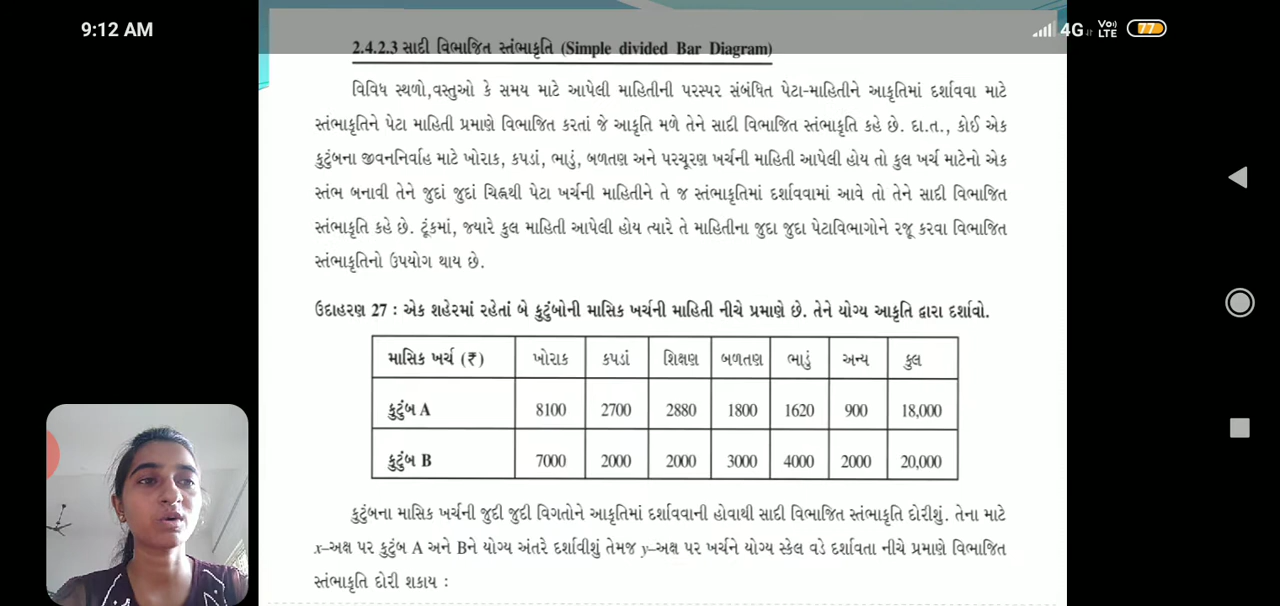 9:12 AM
4G
Vo))
LTE
77
2.4.2.3 સાદી વિભાજિત સ્તંભાકૃતિ (Simple divided Bar Diagram)
વિવિધ સ્થળો,વસ્તુઓ કે સમય માટે આપેલી માહિતીની પરસ્પર સંબંધિત પેટા-માહિતીને આકૃતિમાં દર્શાવવા માટે
સ્તંભાકૃતિને પેટા માહિતી પ્રમાણે વિભાજિત કરતાં જે આકૃતિ મળે તેને સાદી વિભાજિત સ્તંભાકૃતિ કહે છે. દા.ત., કોઈ એક
કુટુંબના જીવનનિર્વાહ માટે ખોરાક, કપડાં, ભાડું, બળતણ અને પરચૂરણ ખર્ચની માહિતી આપેલી હોય તો કુલ ખર્ચ માટેનો એક
સ્તંભ બનાવી તેને જુદાં જુદાં ચિહ્નથી પેટા ખર્ચની માહિતીને તે જ સ્તંભાકૃતિમાં દર્શાવવામાં આવે તો તેને સાદી વિભાજિત
સ્તંભાકૃતિ કહે છે. ટૂંકમાં, જ્યારે કુલ માહિતી આપેલી હોય ત્યારે તે માહિતીના જુદા જુદા પેટાવિભાગોને રજૂ કરવા વિભાજિત
સ્તંભાકૃતિનો ઉપયોગ થાય છે.
ઉદાહરણ 27 : એક શહેરમાં રહેતાં બે કુટુંબોની માસિક ખર્ચની માહિતી નીચે પ્રમાણે છે. તેને યોગ્ય આકૃતિ દ્વારા દર્શાવો.
માસિક ખર્ચ (₹) ખોરાક કપડાં શિક્ષણ બળતણ ભાડું અન્ય કુલ
કુટુંબ A 8100 2700 2880 1800 1620 900 18,000
કુટુંબ B 7000 2000 2000 3000 4000 2000 20,000
કુટુંબના માસિક ખર્ચની જુદી જુદી વિગતોને આકૃતિમાં દર્શાવવાની હોવાથી સાદી વિભાજિત સ્તંભાકૃતિ દોરીશું. તેના માટે
x–અક્ષ પર કુટુંબ A અને Bને યોગ્ય અંતરે દર્શાવીશું તેમજ y–અક્ષ પર ખર્ચને યોગ્ય સ્કેલ વડે દર્શાવતા નીચે પ્રમાણે વિભાજિત
સ્તંભાકૃતિ દોરી શકાય :